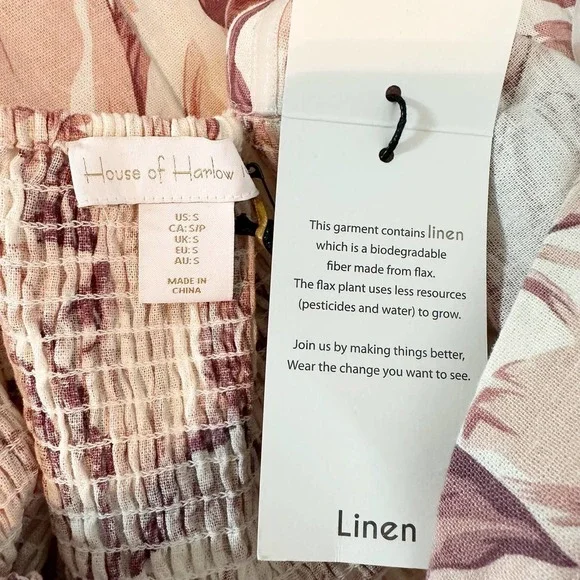 House of Harlow
US: S
CA: S/P
UK: S
EU: S
AU: S
MADE IN
CHINA
This garment contains linen
which is a biodegradable
fiber made from flax.
The flax plant uses less resources
(pesticides and water) to grow.
Join us by making things better,
Wear the change you want to see.
Linen